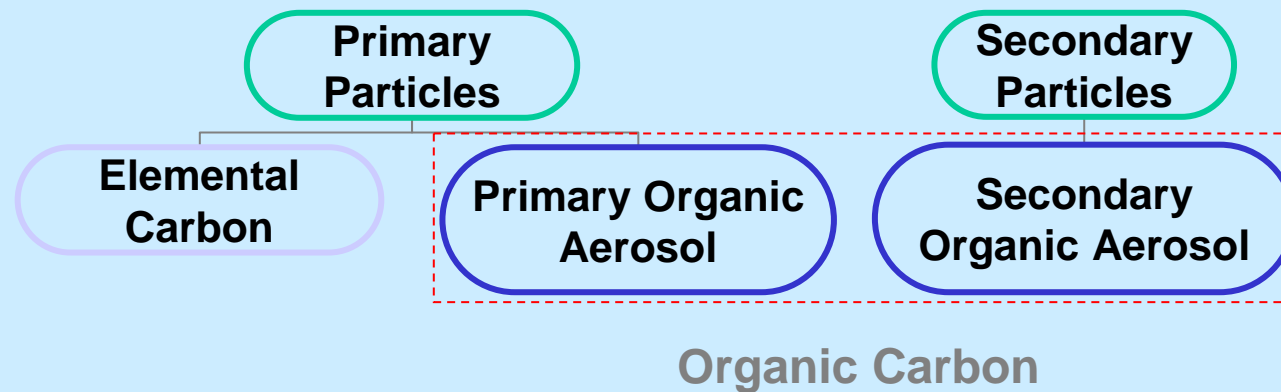 Primary
Particles
Secondary
Particles
Elemental
Carbon
Primary Organic
Aerosol
Secondary
Organic Aerosol
Organic Carbon